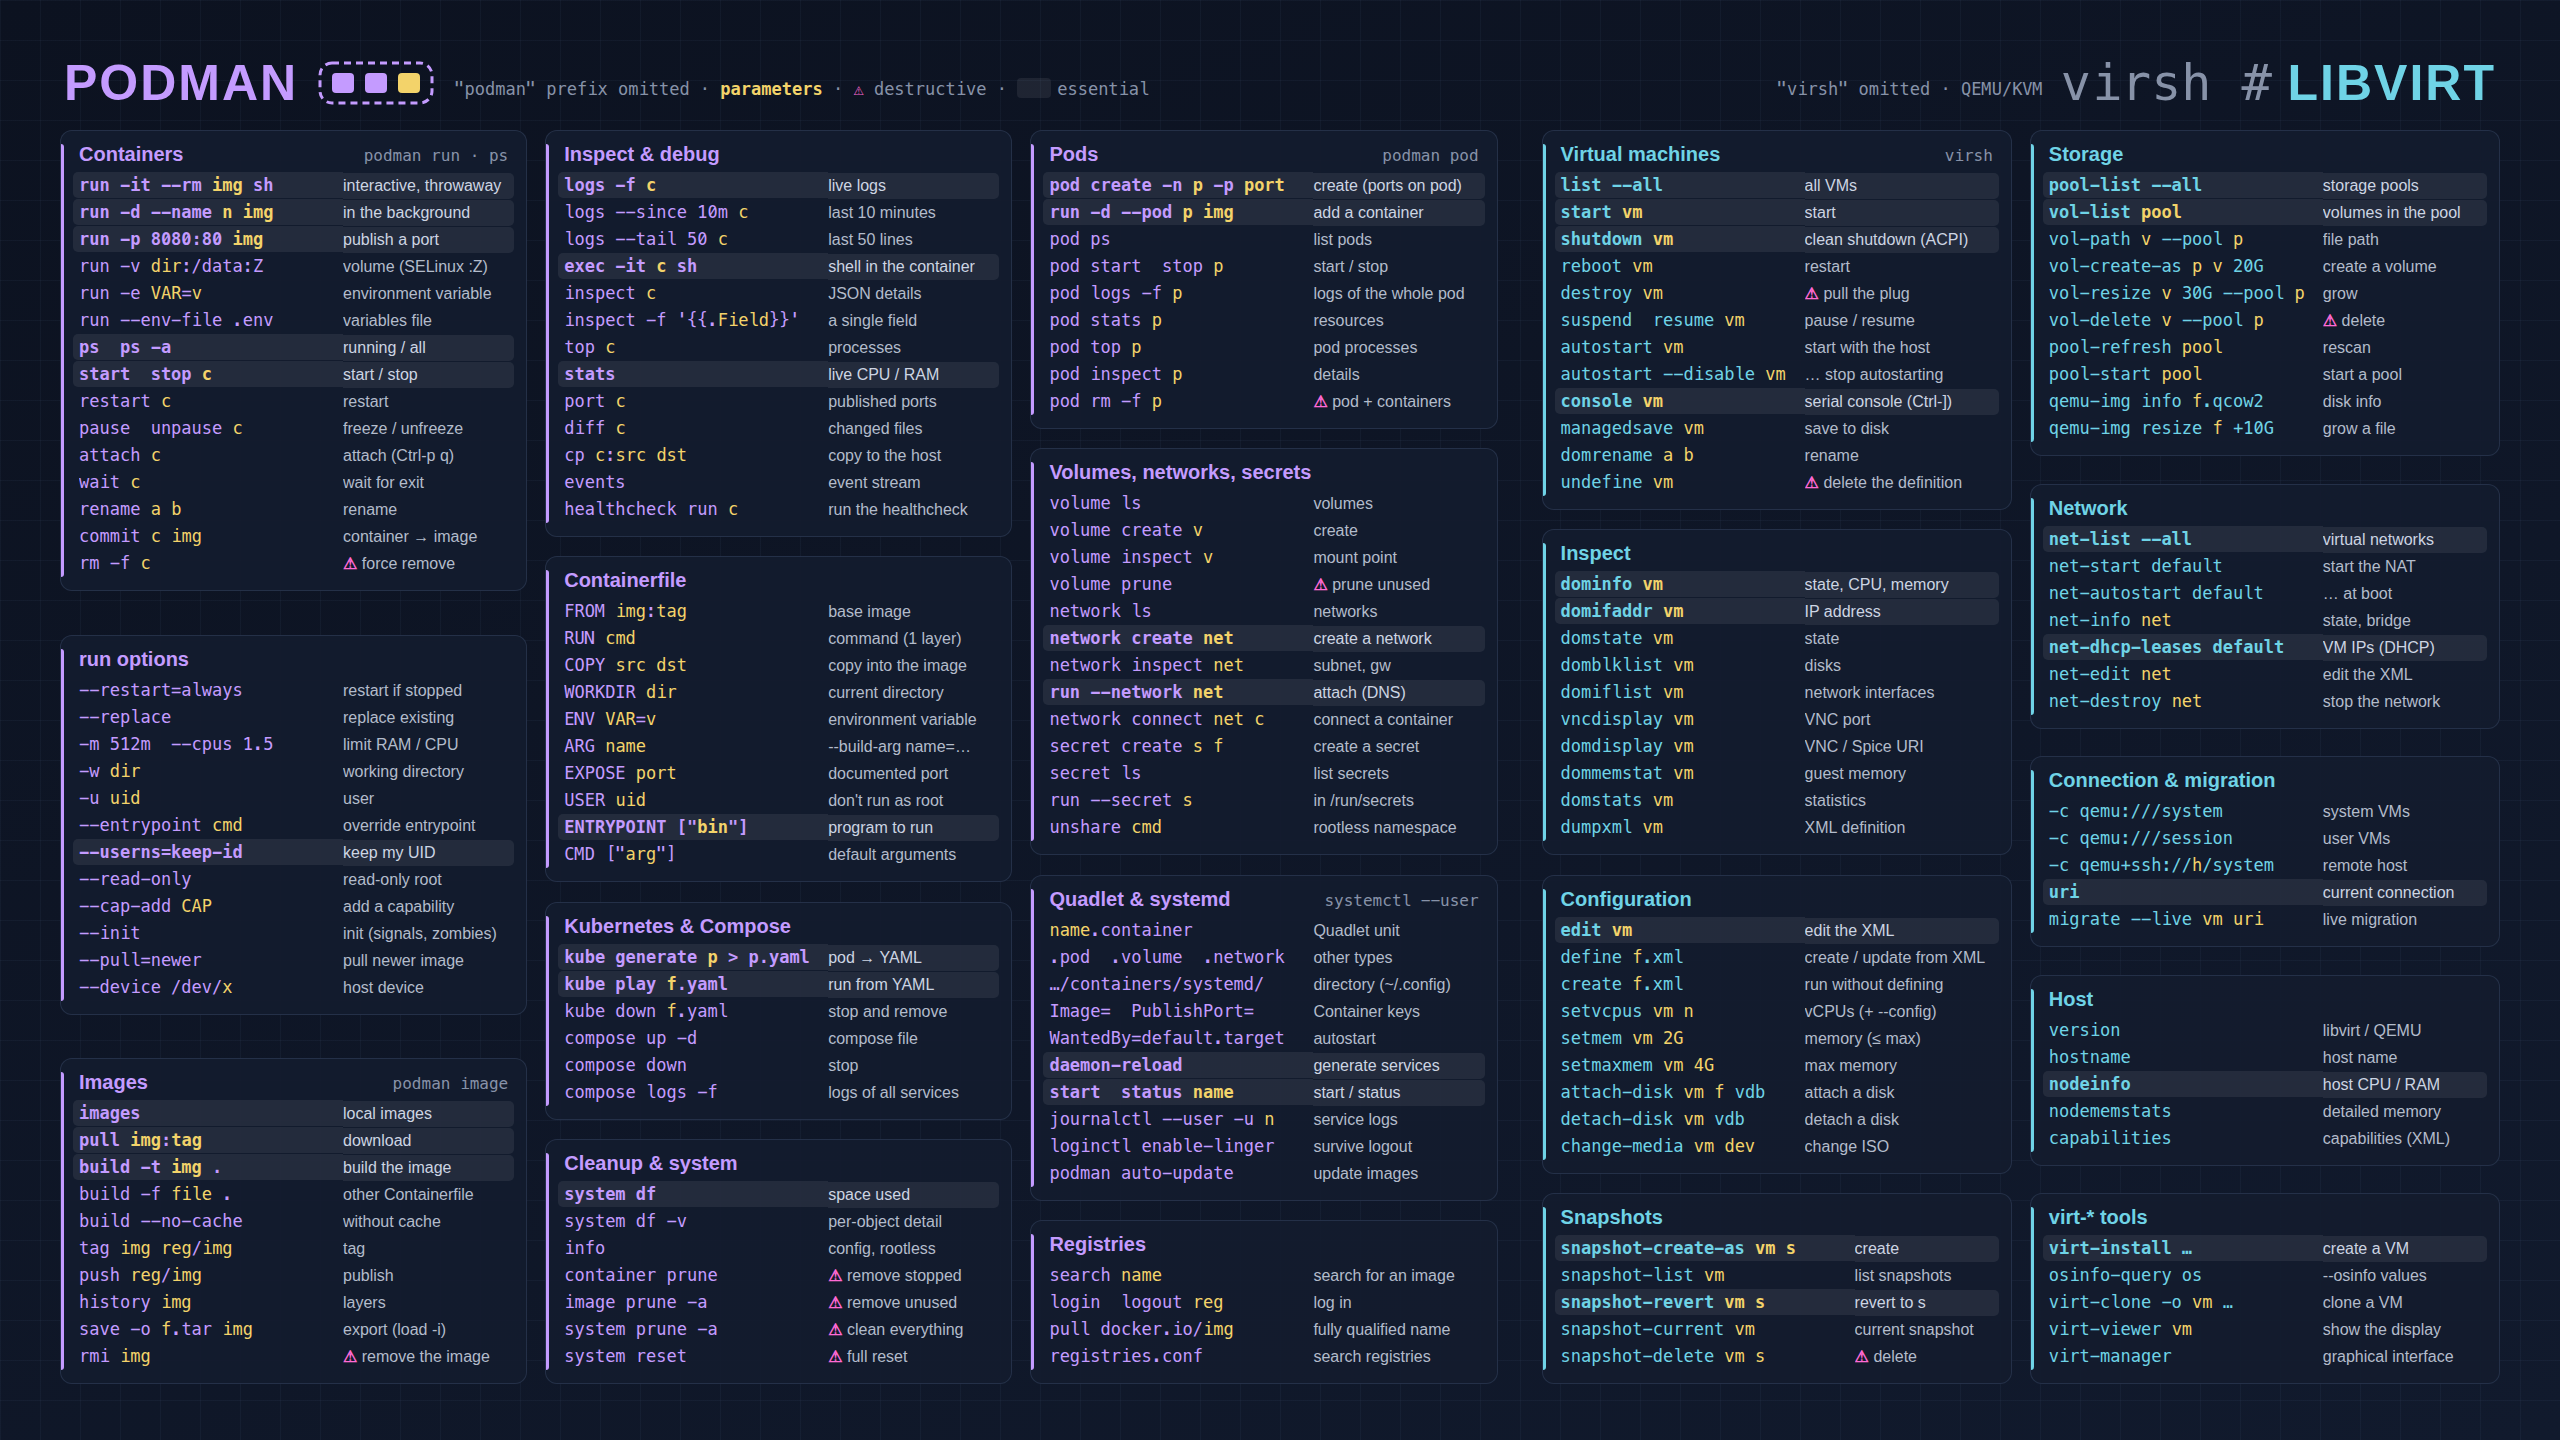 PODMAN "podman" prefix omitted · parameters · ⚠ destructive · essential
"virsh" omitted · QEMU/KVM virsh # LIBVIRT
Containers podman run · ps
run -it --rm img sh interactive, throwaway
run -d --name n img in the background
run -p 8080:80 img publish a port
run -v dir:/data:Z volume (SELinux :Z)
run -e VAR=v environment variable
run --env-file .env variables file
ps ps -a running / all
start stop c start / stop
restart c restart
pause unpause c freeze / unfreeze
attach c attach (Ctrl-p q)
wait c wait for exit
rename a b rename
commit c img container → image
rm -f c ⚠ force remove
run options
--restart=always restart if stopped
--replace replace existing
-m 512m --cpus 1.5 limit RAM / CPU
-w dir working directory
-u uid user
--entrypoint cmd override entrypoint
--userns=keep-id keep my UID
--read-only read-only root
--cap-add CAP add a capability
--init init (signals, zombies)
--pull=newer pull newer image
--device /dev/x host device
Images podman image
images local images
pull img:tag download
build -t img . build the image
build -f file . other Containerfile
build --no-cache without cache
tag img reg/img tag
push reg/img publish
history img layers
save -o f.tar img export (load -i)
rmi img ⚠ remove the image
Inspect & debug
logs -f c live logs
logs --since 10m c last 10 minutes
logs --tail 50 c last 50 lines
exec -it c sh shell in the container
inspect c JSON details
inspect -f '{{.Field}}' a single field
top c processes
stats live CPU / RAM
port c published ports
diff c changed files
cp c:src dst copy to the host
events event stream
healthcheck run c run the healthcheck
Containerfile
FROM img:tag base image
RUN cmd command (1 layer)
COPY src dst copy into the image
WORKDIR dir current directory
ENV VAR=v environment variable
ARG name --build-arg name=…
EXPOSE port documented port
USER uid don't run as root
ENTRYPOINT ["bin"] program to run
CMD ["arg"] default arguments
Kubernetes & Compose
kube generate p > p.yaml pod → YAML
kube play f.yaml run from YAML
kube down f.yaml stop and remove
compose up -d compose file
compose down stop
compose logs -f logs of all services
Cleanup & system
system df space used
system df -v per-object detail
info config, rootless
container prune ⚠ remove stopped
image prune -a ⚠ remove unused
system prune -a ⚠ clean everything
system reset ⚠ full reset
Pods podman pod
pod create -n p -p port create (ports on pod)
run -d --pod p img add a container
pod ps list pods
pod start stop p start / stop
pod logs -f p logs of the whole pod
pod stats p resources
pod top p pod processes
pod inspect p details
pod rm -f p ⚠ pod + containers
Volumes, networks, secrets
volume ls volumes
volume create v create
volume inspect v mount point
volume prune ⚠ prune unused
network ls networks
network create net create a network
network inspect net subnet, gw
run --network net attach (DNS)
network connect net c connect a container
secret create s f create a secret
secret ls list secrets
run --secret s in /run/secrets
unshare cmd rootless namespace
Quadlet & systemd systemctl --user
name.container Quadlet unit
.pod .volume .network other types
…/containers/systemd/ directory (~/.config)
Image= PublishPort= Container keys
WantedBy=default.target autostart
daemon-reload generate services
start status name start / status
journalctl --user -u n service logs
loginctl enable-linger survive logout
podman auto-update update images
Registries
search name search for an image
login logout reg log in
pull docker.io/img fully qualified name
registries.conf search registries
Virtual machines virsh
list --all all VMs
start vm start
shutdown vm clean shutdown (ACPI)
reboot vm restart
destroy vm ⚠ pull the plug
suspend resume vm pause / resume
autostart vm start with the host
autostart --disable vm … stop autostarting
console vm serial console (Ctrl-])
managedsave vm save to disk
domrename a b rename
undefine vm ⚠ delete the definition
Inspect
dominfo vm state, CPU, memory
domifaddr vm IP address
domstate vm state
domblklist vm disks
domiflist vm network interfaces
vncdisplay vm VNC port
domdisplay vm VNC / Spice URI
dommemstat vm guest memory
domstats vm statistics
dumpxml vm XML definition
Configuration
edit vm edit the XML
define f.xml create / update from XML
create f.xml run without defining
setvcpus vm n vCPUs (+ --config)
setmem vm 2G memory (≤ max)
setmaxmem vm 4G max memory
attach-disk vm f vdb attach a disk
detach-disk vm vdb detach a disk
change-media vm dev change ISO
Snapshots
snapshot-create-as vm s create
snapshot-list vm list snapshots
snapshot-revert vm s revert to s
snapshot-current vm current snapshot
snapshot-delete vm s ⚠ delete
Storage
pool-list --all storage pools
vol-list pool volumes in the pool
vol-path v --pool p file path
vol-create-as p v 20G create a volume
vol-resize v 30G --pool p grow
vol-delete v --pool p ⚠ delete
pool-refresh pool rescan
pool-start pool start a pool
qemu-img info f.qcow2 disk info
qemu-img resize f +10G grow a file
Network
net-list --all virtual networks
net-start default start the NAT
net-autostart default … at boot
net-info net state, bridge
net-dhcp-leases default VM IPs (DHCP)
net-edit net edit the XML
net-destroy net stop the network
Connection & migration
-c qemu:///system system VMs
-c qemu:///session user VMs
-c qemu+ssh://h/system remote host
uri current connection
migrate --live vm uri live migration
Host
version libvirt / QEMU
hostname host name
nodeinfo host CPU / RAM
nodememstats detailed memory
capabilities capabilities (XML)
virt-* tools
virt-install … create a VM
osinfo-query os --osinfo values
virt-clone -o vm … clone a VM
virt-viewer vm show the display
virt-manager graphical interface